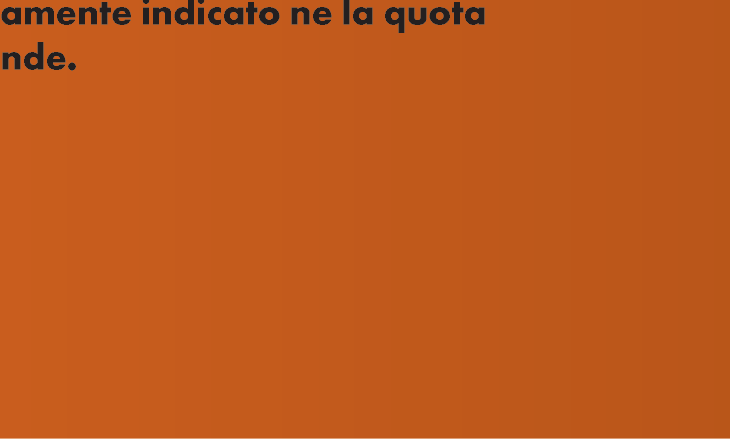 amente indicato ne la quota
nde.